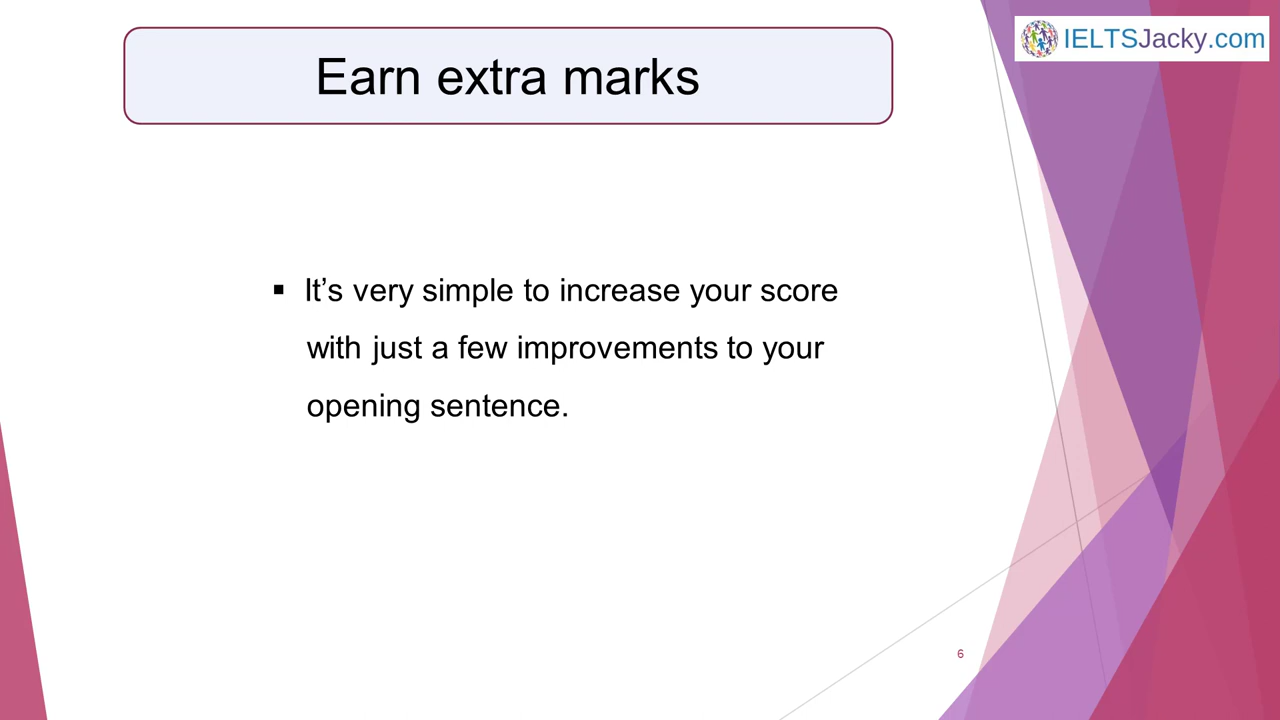 IELTSJacky.com
Earn extra marks
▪ It’s very simple to increase your score
with just a few improvements to your
opening sentence.
6